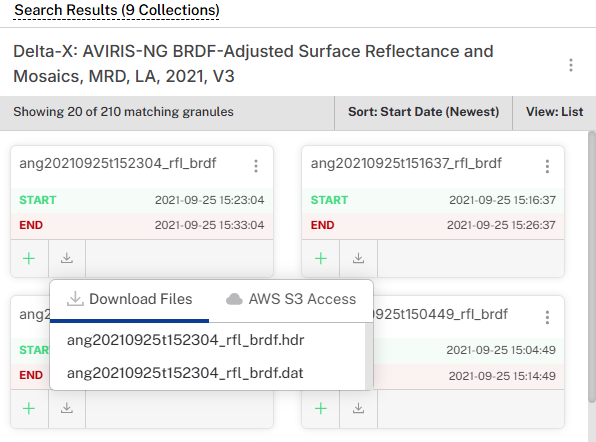 Search Results (9 Collections)
Delta-X: AVIRIS-NG BRDF-Adjusted Surface Reflectance and
Mosaics, MRD, LA, 2021, V3
Showing 20 of 210 matching granules
Sort: Start Date (Newest)
View: List
ang20210925t152304_rfl_brdf
START 2021-09-25 15:23:04
END 2021-09-25 15:33:04
ang20210925t151637_rfl_brdf
START 2021-09-25 15:16:37
END 2021-09-25 15:26:37
Download Files
AWS S3 Access
ang20210925t152304_rfl_brdf.hdr
ang20210925t152304_rfl_brdf.dat
ang2
STAR
END
925t150449_rfl_brdf
2021-09-25 15:04:49
2021-09-25 15:14:49